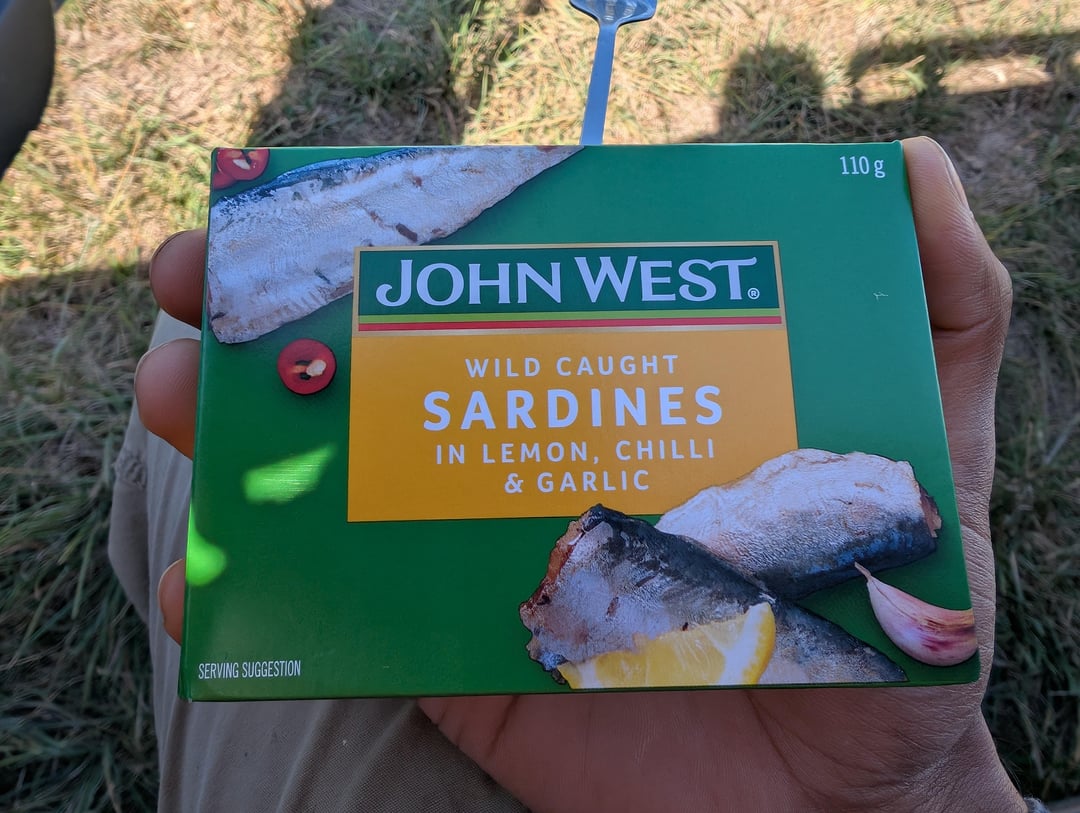 110 g
JOHN WEST®
WILD CAUGHT
SARDINES
IN LEMON, CHILLI
& GARLIC
SERVING SUGGESTION